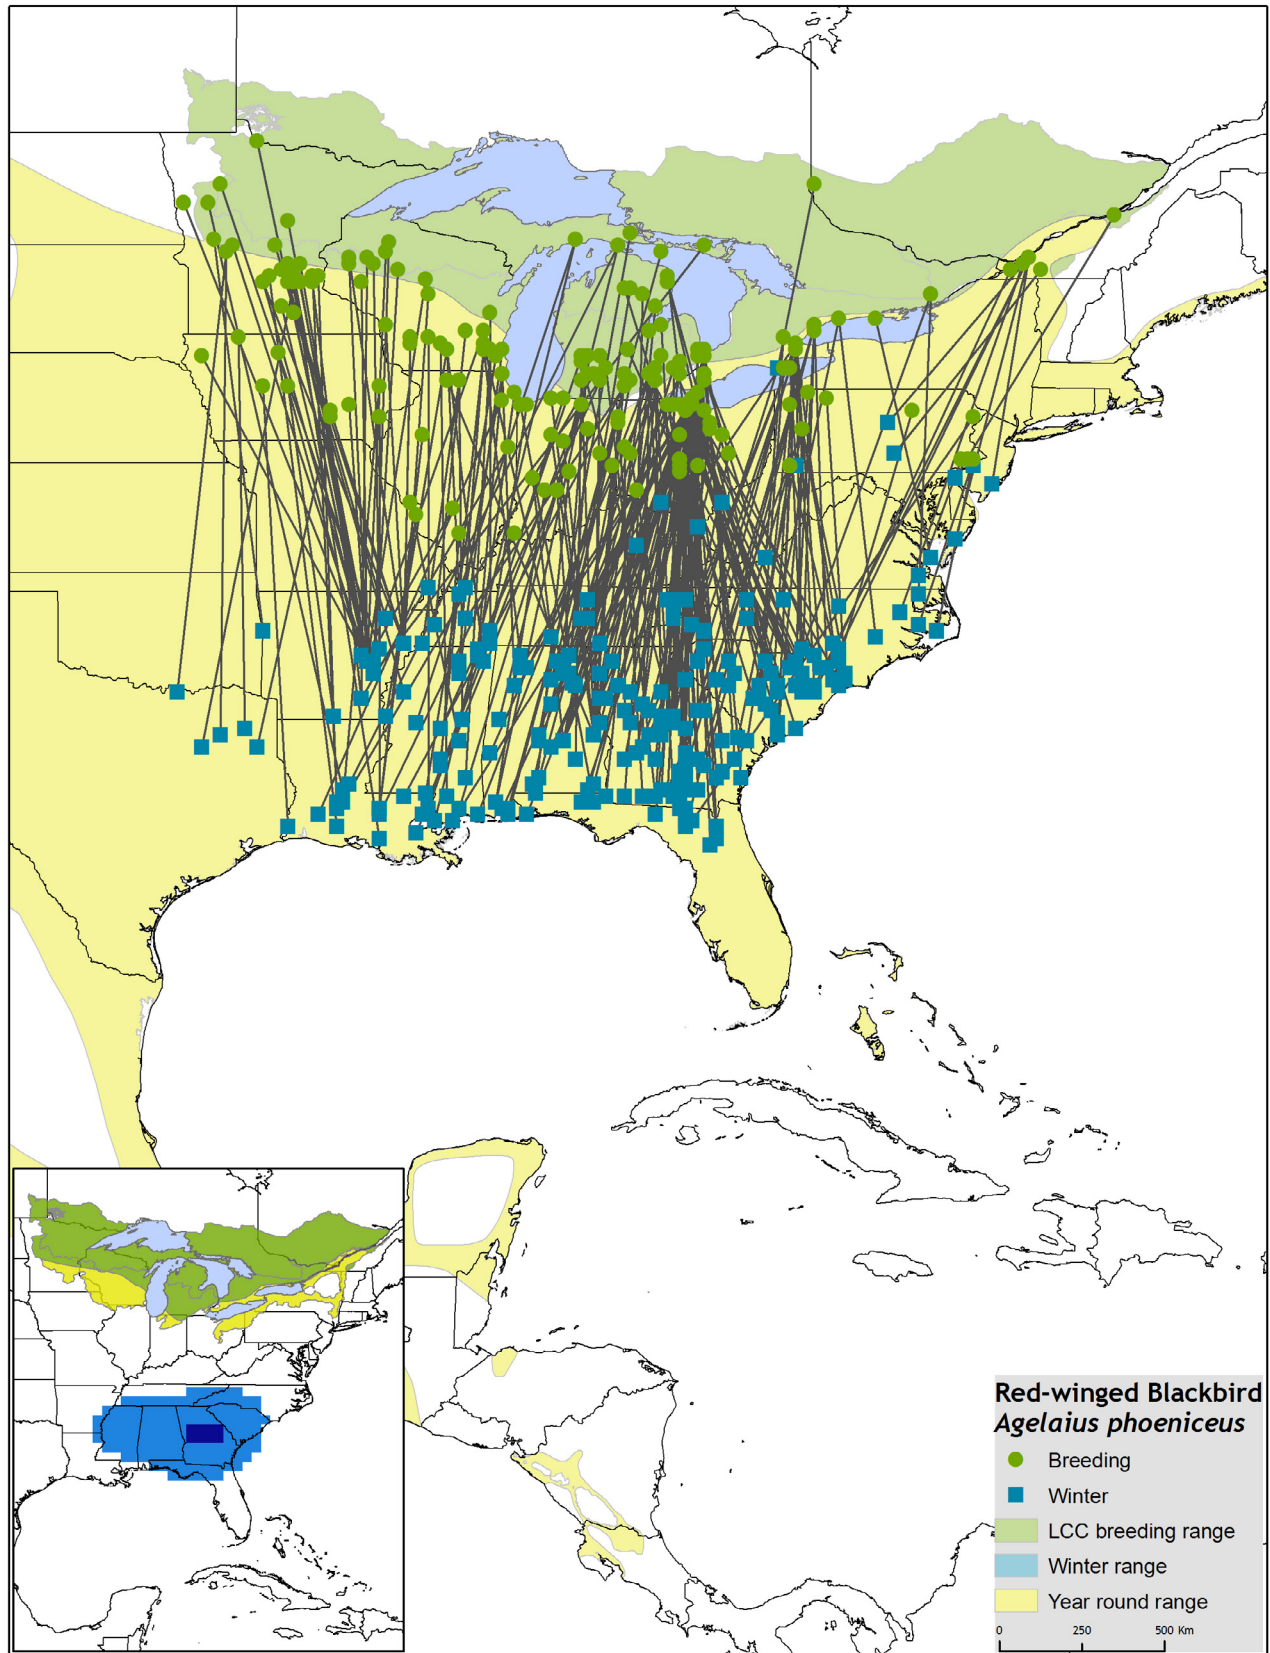 Red-winged Blackbird
Agelaius phoeniceus
Breeding
Winter
LCC breeding range
Winter range
Year round range
0 250 500 Km